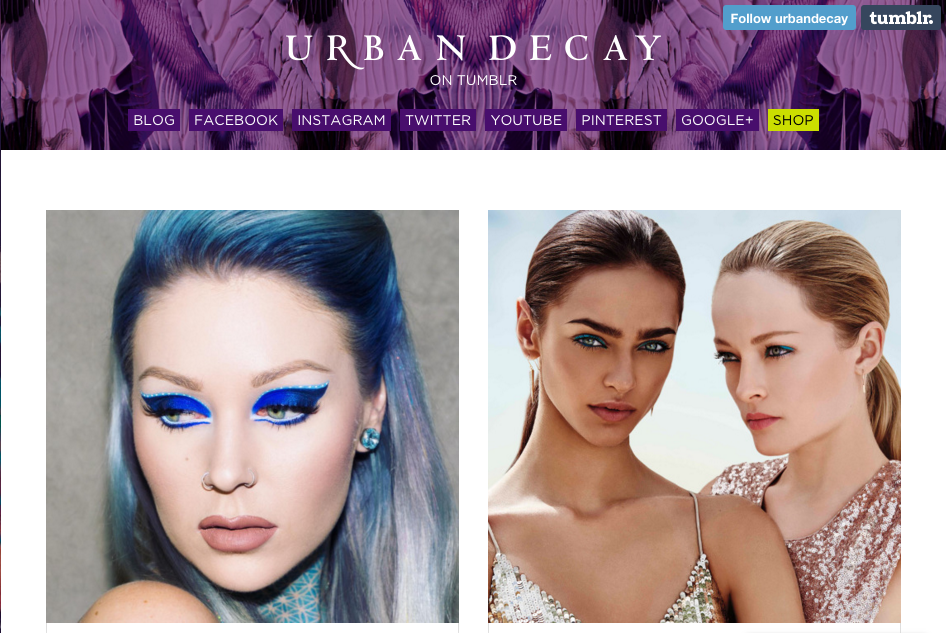 Follow urbandecay
tumblr.
URBAN DECAY
ON TUMBLR
BLOG FACEBOOK INSTAGRAM TWITTER YOUTUBE PINTEREST GOOGLE+ SHOP